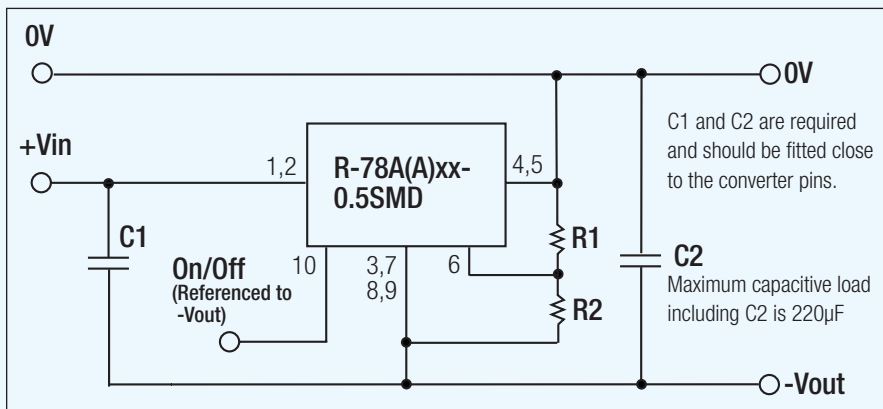 0V
0V
+Vin
1,2
R-78A(A)xx-
0.5SMD
4,5
C1 and C2 are required
and should be fitted close
to the converter pins.
C1
On/Off
(Referenced to
-Vout)
10
3,7
8,9
6
R1
R2
C2
Maximum capacitive load
including C2 is 220µF
-Vout